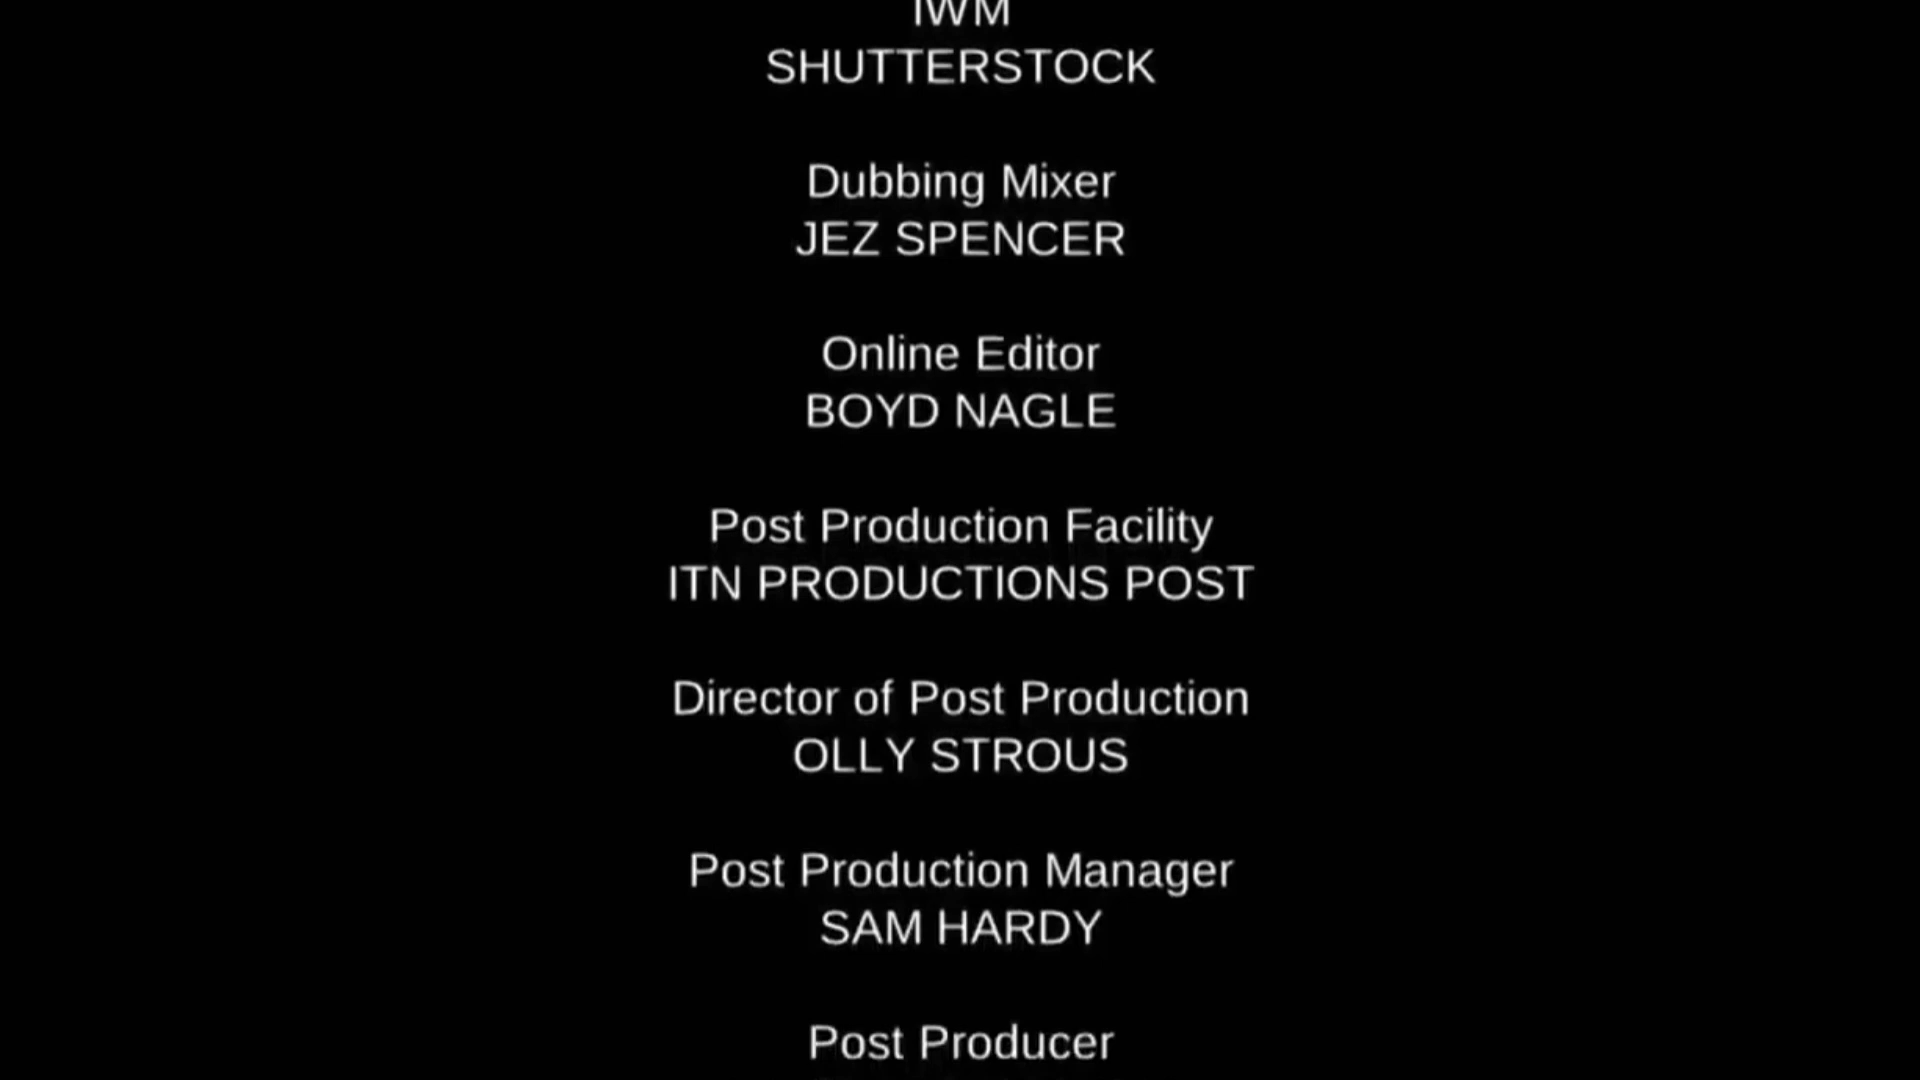 IWM
SHUTTERSTOCK
Dubbing Mixer
JEZ SPENCER
Online Editor
BOYD NAGLE
Post Production Facility
ITN PRODUCTIONS POST
Director of Post Production
OLLY STROUS
Post Production Manager
SAM HARDY
Post Producer